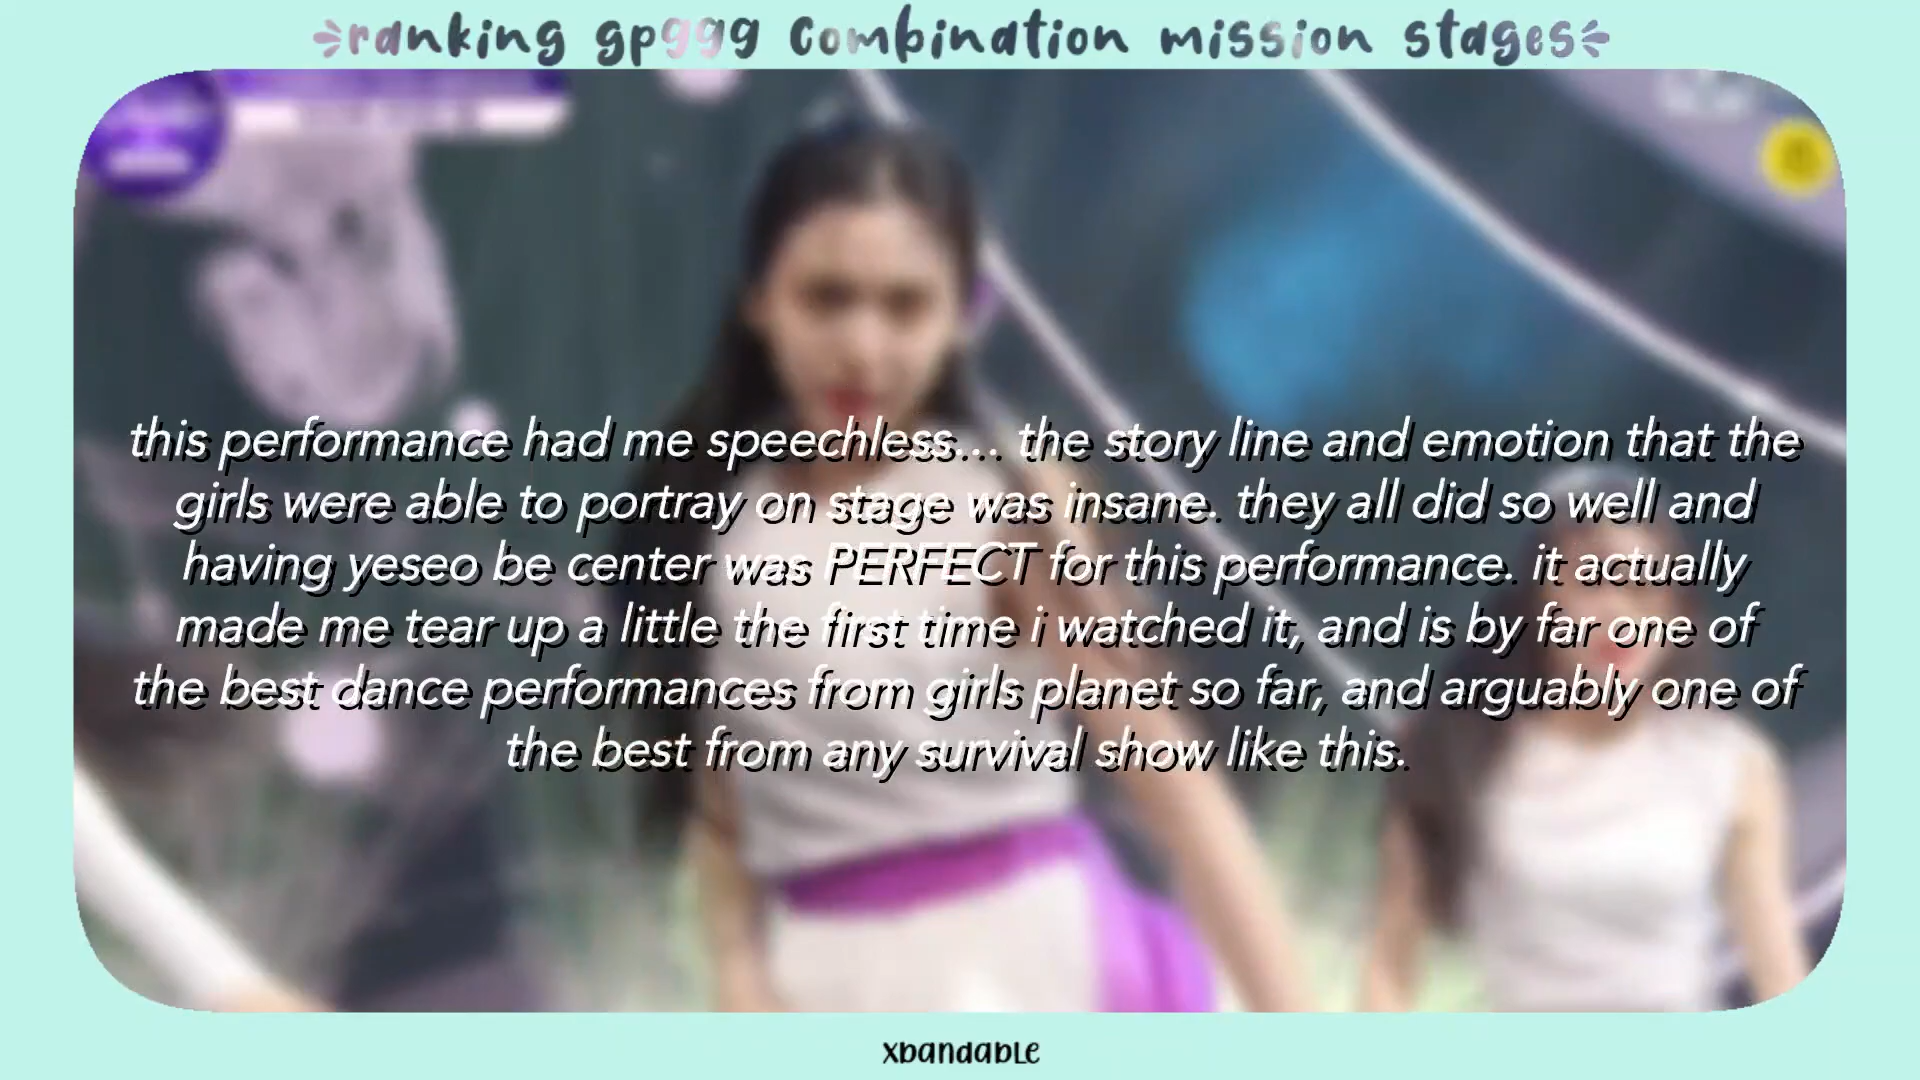 ranking gp999 combination mission stages
this performance had me speechless... the story line and emotion that the
girls were able to portray on stage was insane. they all did so well and
having yeseo be center was PERFECT for this performance. it actually
made me tear up a little the first time i watched it, and is by far one of
the best dance performances from girls planet so far, and arguably one of
the best from any survival show like this.
xbandable